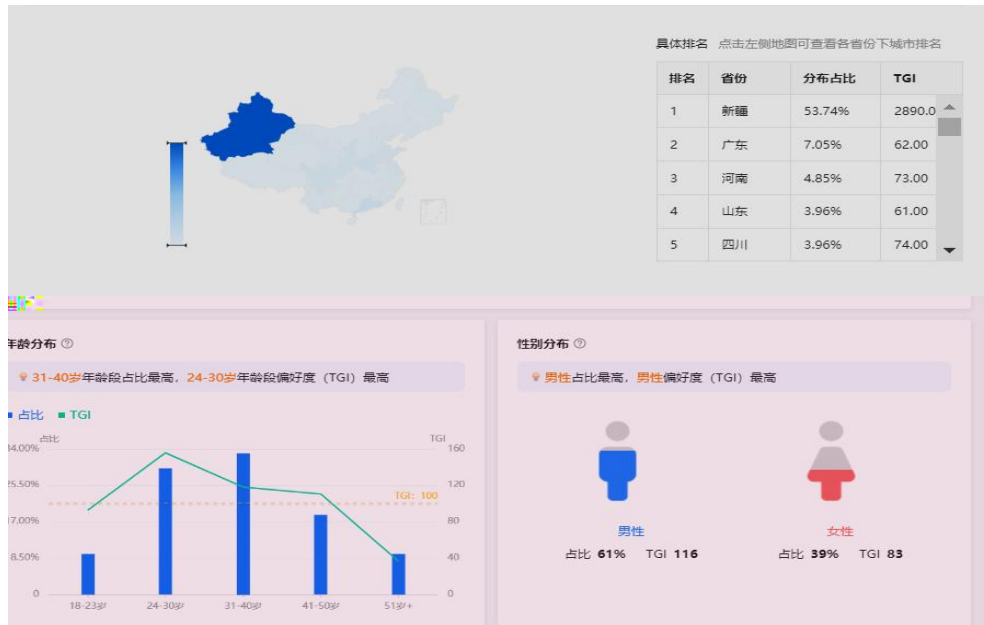 具体排名 点击左侧地图可查看各省份下城市排名
排名 省份 分布占比 TGI
1 新疆 53.74% 2890.0
2 广东 7.05% 62.00
3 河南 4.85% 73.00
4 山东 3.96% 61.00
5 四川 3.96% 74.00
年龄分布
31-40岁年龄段占比最高，24-30岁年龄段偏好度（TGI）最高
占比 TGI
占比 TGI
34.00% 160
25.50% 120
TGI: 100
17.00% 80
8.50% 40
0 0
18-23岁 24-30岁 31-40岁 41-50岁 51岁+
性别分布
男性占比最高，男性偏好度（TGI）最高
男性 女性
占比 61% TGI 116 占比 39% TGI 83